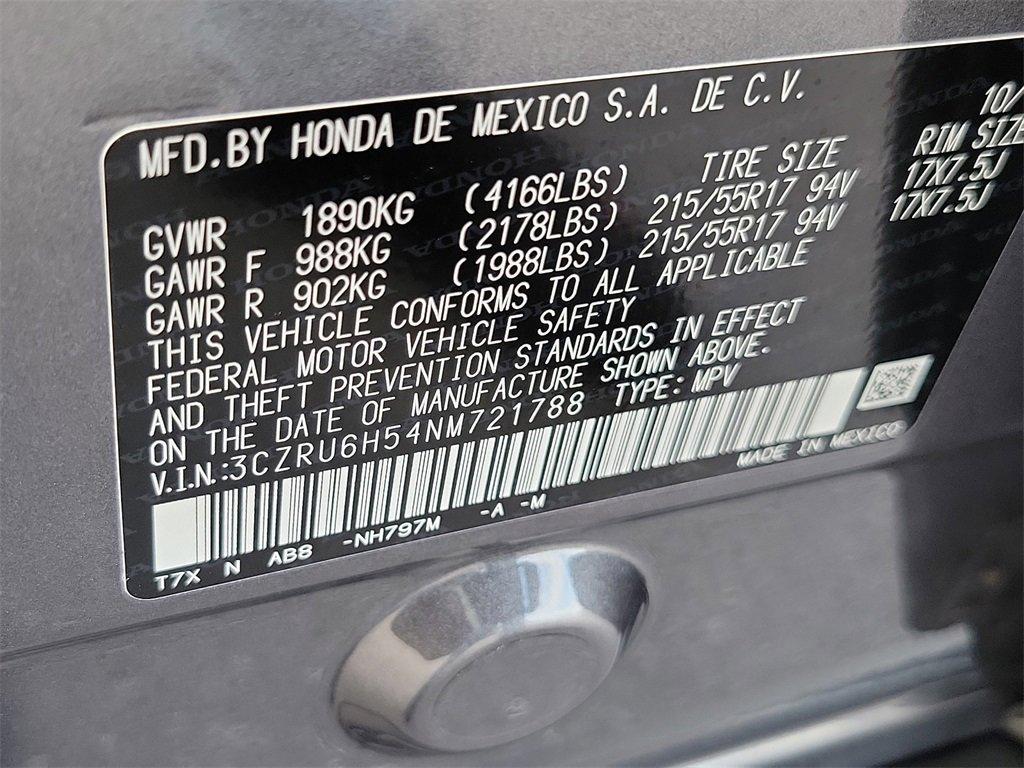 MFD.BY HONDA DE MEXICO S.A. DE C.V. 10/
TIRE SIZE RIM SIZE
GVWR 1890KG (4166LBS)
GAWR F 988KG (2178LBS) 215/55R17 94V 17X7.5J
GAWR R 902KG (1988LBS) 215/55R17 94V 17X7.5J
THIS VEHICLE CONFORMS TO ALL APPLICABLE
FEDERAL MOTOR VEHICLE SAFETY
AND THEFT PREVENTION STANDARDS IN EFFECT
ON THE DATE OF MANUFACTURE SHOWN ABOVE.
V.I.N.:3CZRU6H54NM721788 TYPE: MPV
MADE IN MEXICO
T7X N AB8 -NH797M -A -M